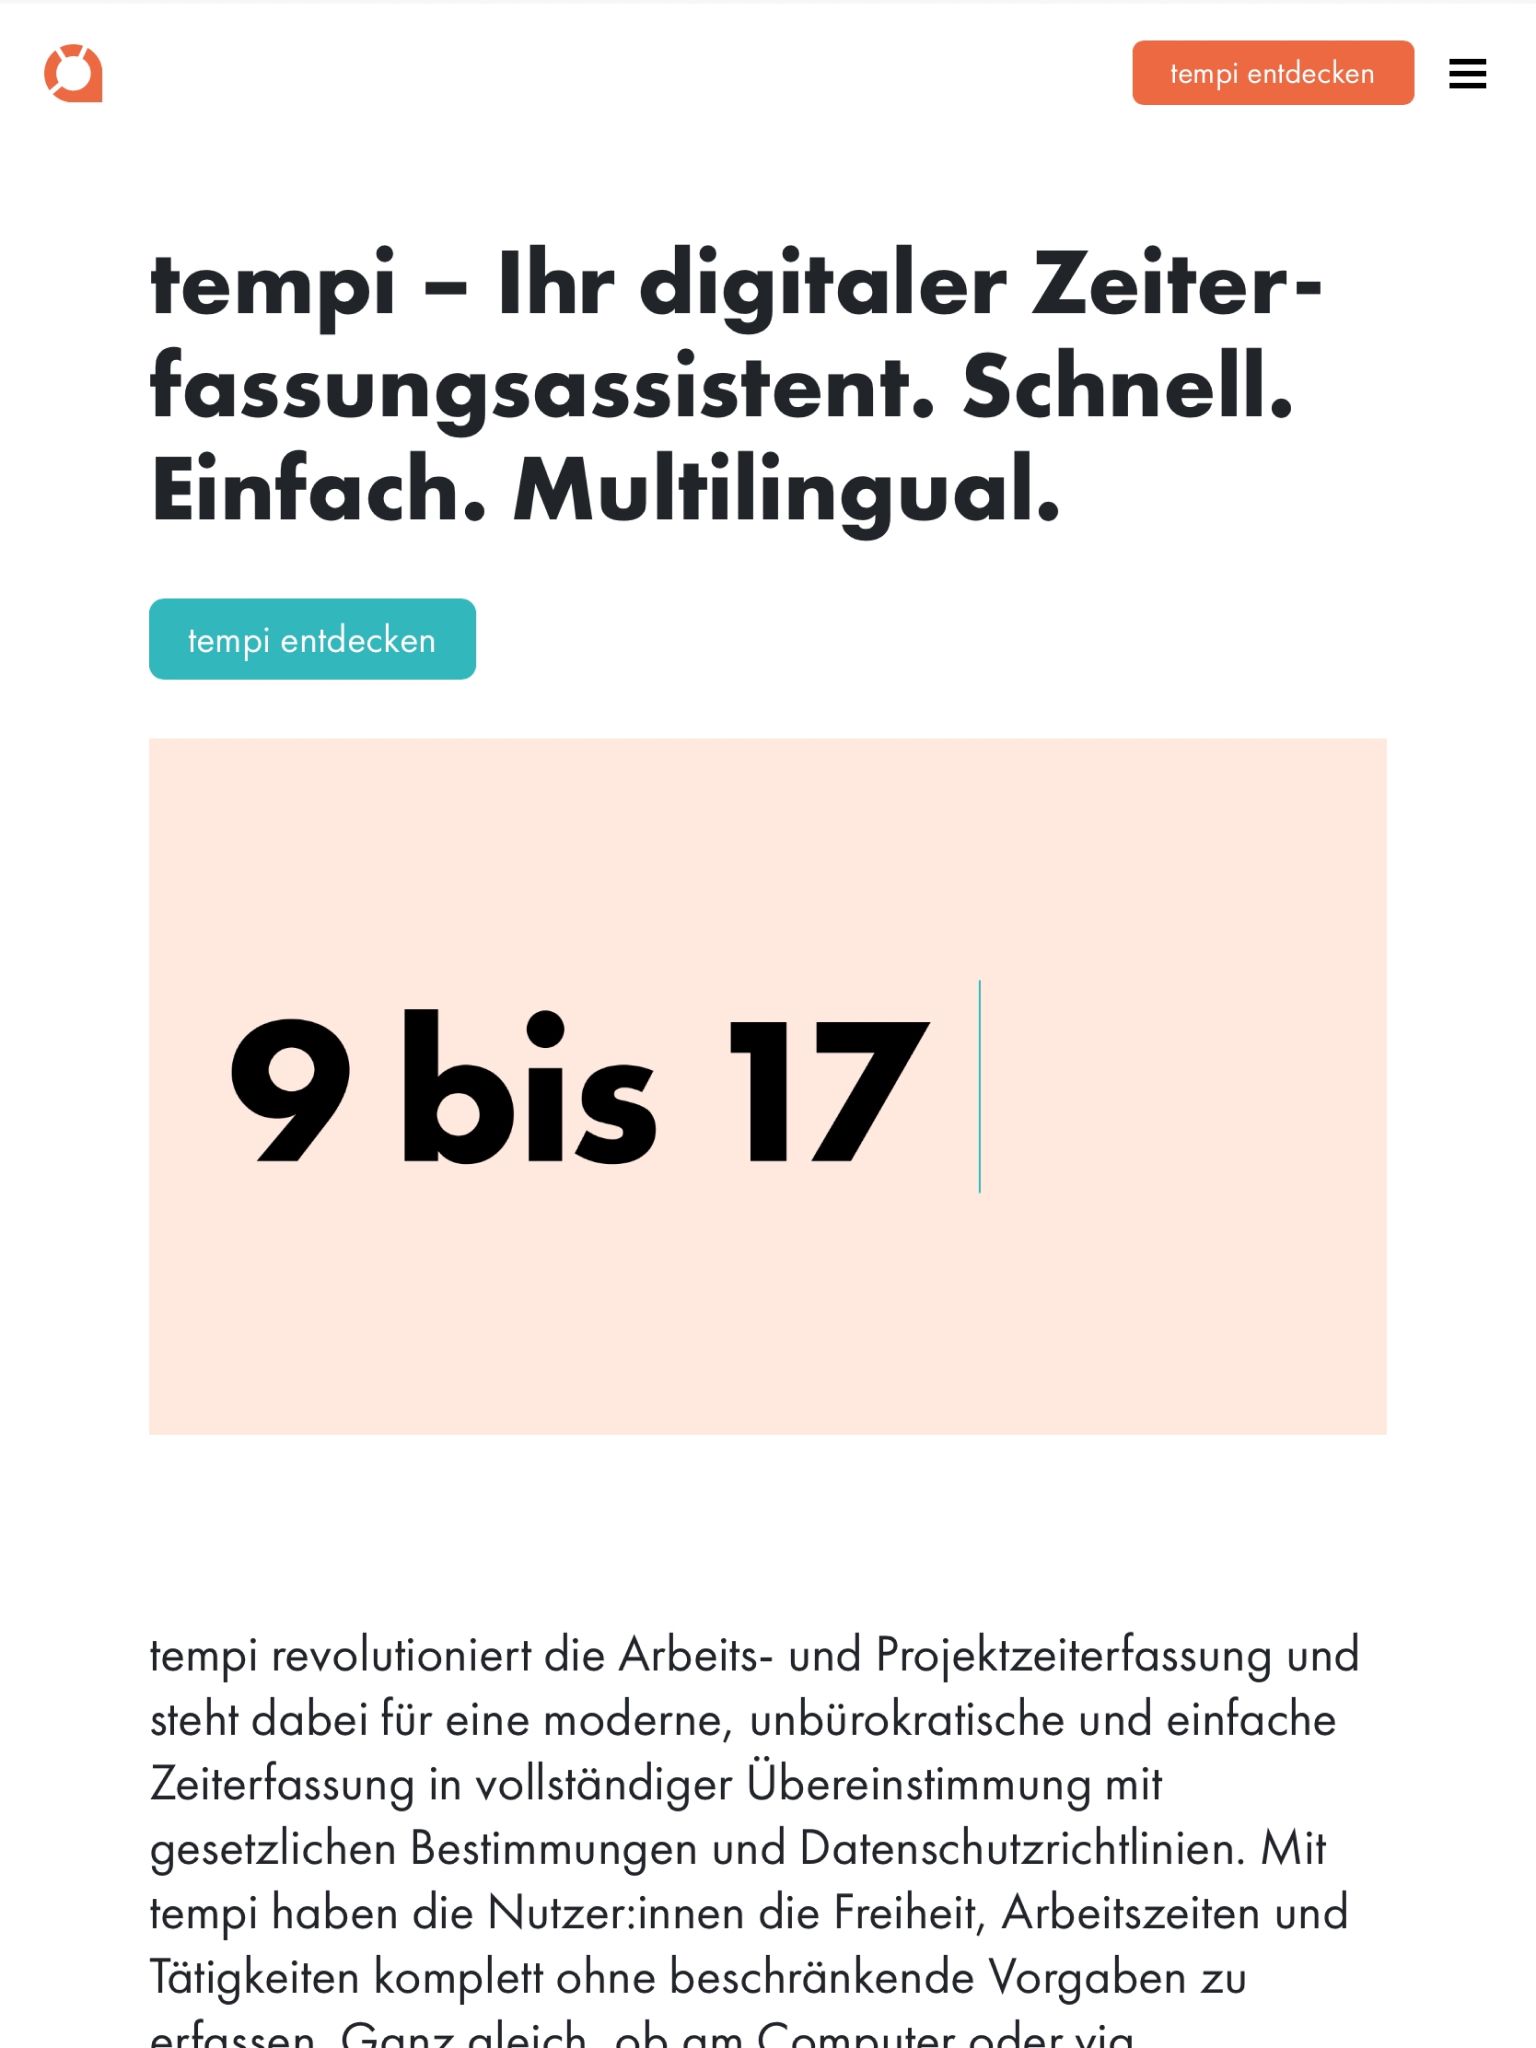 tempi entdecken
tempi – Ihr digitaler Zeiter-
fassungsassistent. Schnell.
Einfach. Multilingual.
tempi entdecken
9 bis 17
tempi revolutioniert die Arbeits- und Projektzeiterfassung und
steht dabei für eine moderne, unbürokratische und einfache
Zeiterfassung in vollständiger Übereinstimmung mit
gesetzlichen Bestimmungen und Datenschutzrichtlinien. Mit
tempi haben die Nutzer:innen die Freiheit, Arbeitszeiten und
Tätigkeiten komplett ohne beschränkende Vorgaben zu
erfassen. Ganz gleich, ob am Computer oder via